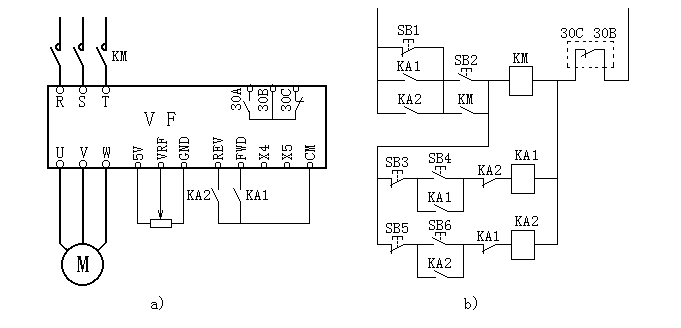 KM
R S T
30A 30B 30C
V F
U V W
5V VRF GND REV FWD X4 X5 CM
KA2 KA1
M
a)
30C 30B
SB1
KA1 SB2 KM
KA2 KM
SB3 SB4 KA2 KA1
KA1
SB5 SB6 KA1 KA2
KA2
b)